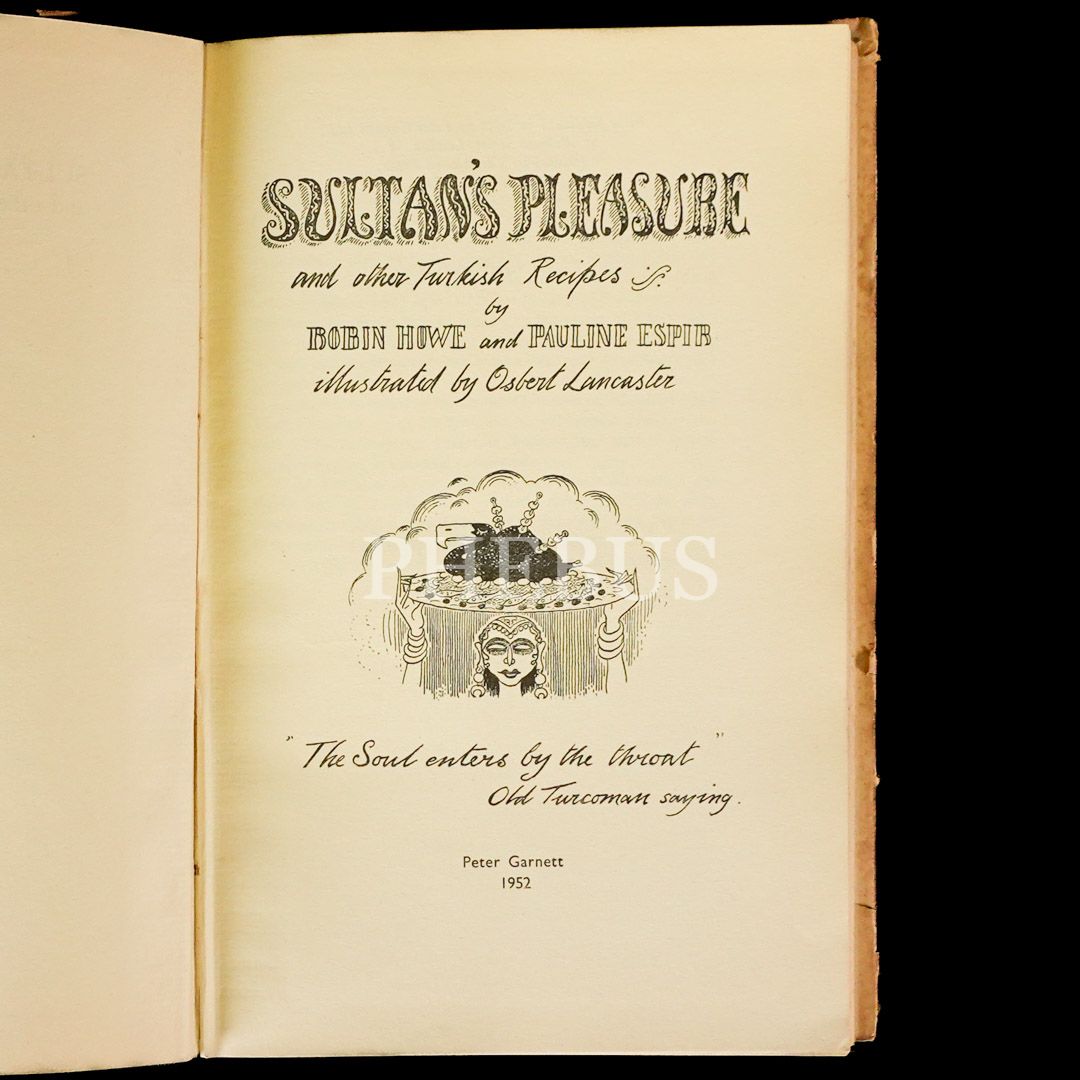 SULTAN'S PLEASURE
and other Turkish Recipes
by
ROBIN HOWE and PAULINE ESPIR
illustrated by Osbert Lancaster
PHEBUS
"The Soul enters by the throat"
Old Turcoman saying.
Peter Garnett
1952